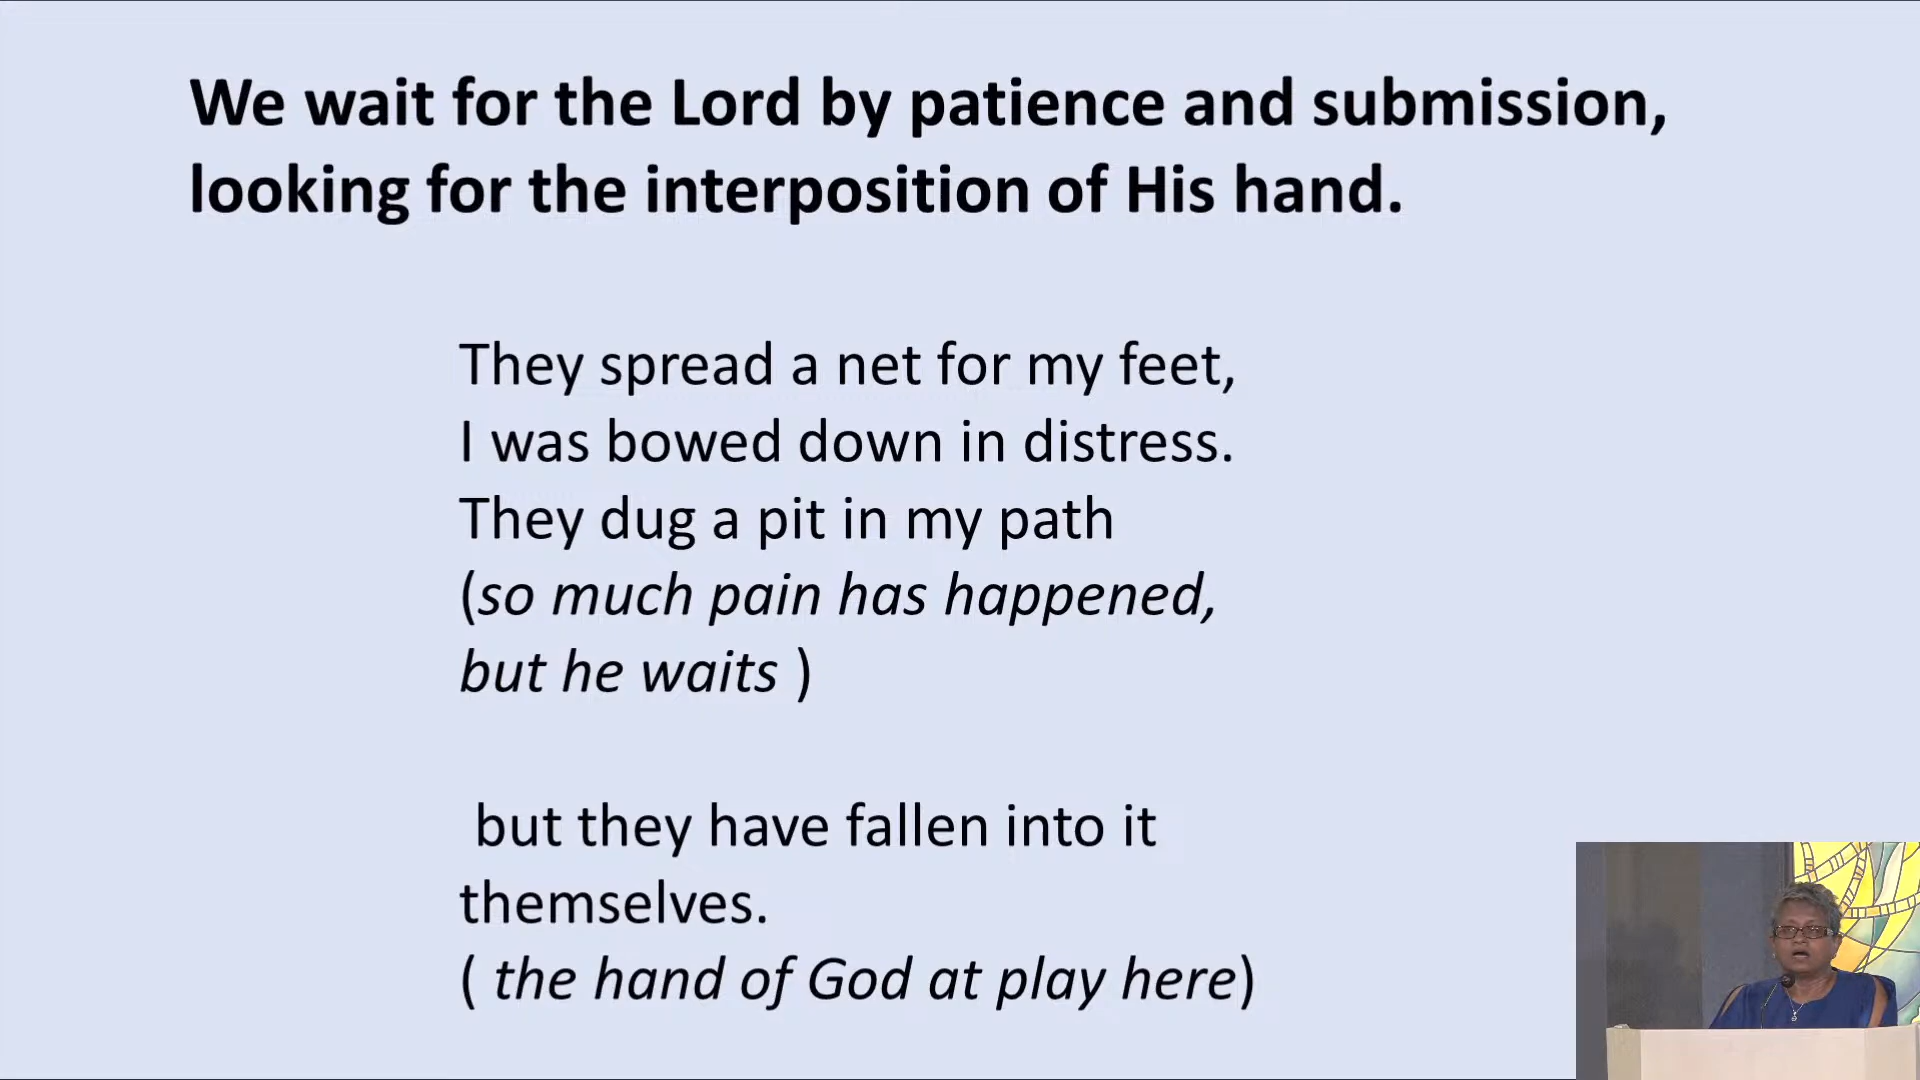 We wait for the Lord by patience and submission,
looking for the interposition of His hand.
They spread a net for my feet,
I was bowed down in distress.
They dug a pit in my path
(so much pain has happened,
but he waits )
but they have fallen into it
themselves.
( the hand of God at play here)